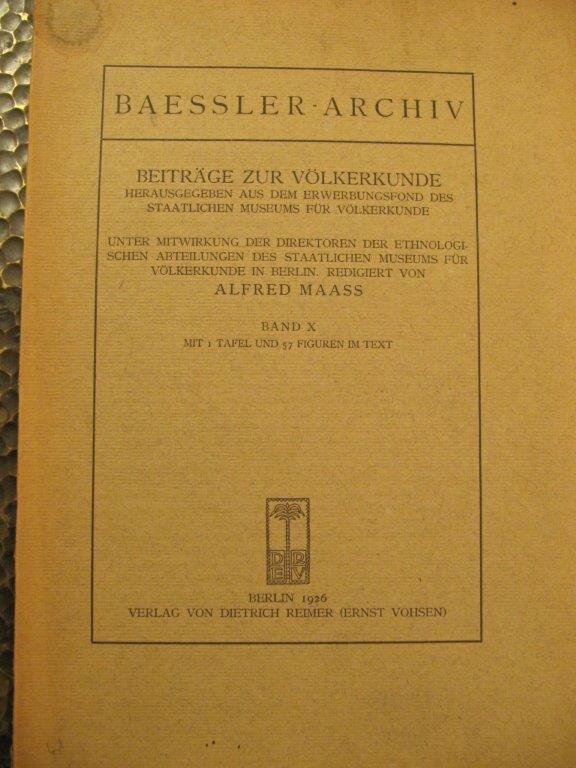 BAESSLER-ARCHIV
BEITRÄGE ZUR VÖLKERKUNDE
HERAUSGEGEBEN AUS DEM ERWERBUNGSFOND DES
STAATLICHEN MUSEUMS FÜR VÖLKERKUNDE
UNTER MITWIRKUNG DER DIREKTOREN DER ETHNOLOGI-
SCHEN ABTEILUNGEN DES STAATLICHEN MUSEUMS FÜR
VÖLKERKUNDE IN BERLIN. REDIGIERT VON
ALFRED MAASS
BAND X
MIT 1 TAFEL UND 57 FIGUREN IM TEXT
D R
E V
BERLIN 1926
VERLAG VON DIETRICH REIMER (ERNST VOHSEN)